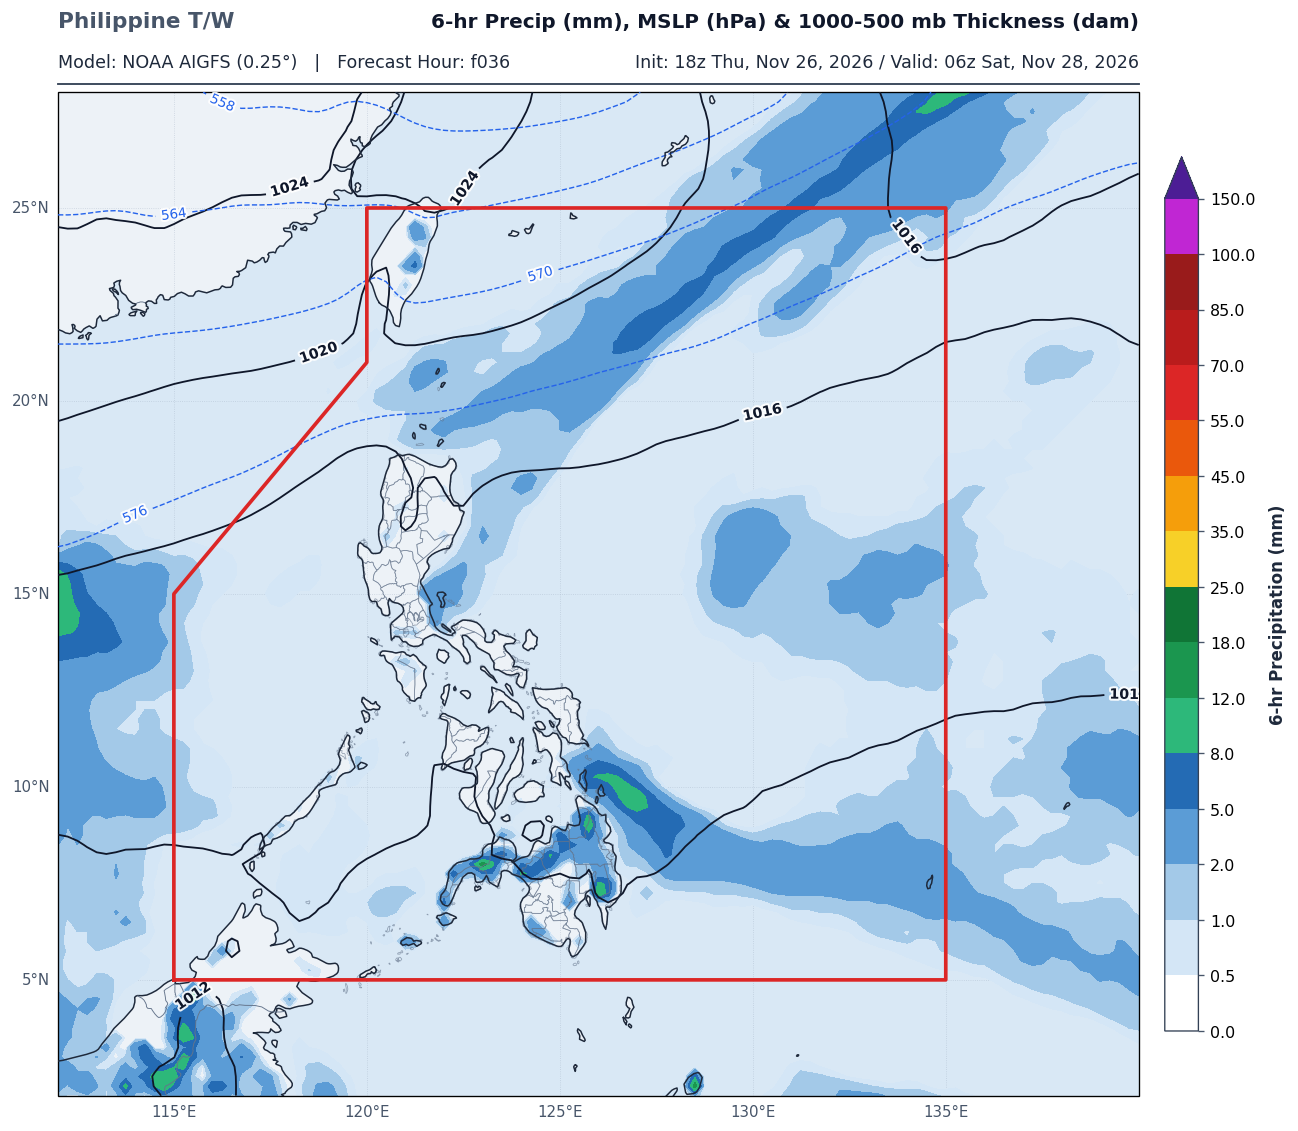 Philippine T/W
6-hr Precip (mm), MSLP (hPa) & 1000-500 mb Thickness (dam)
Model: NOAA AIGFS (0.25°) | Forecast Hour: f036
Init: 18z Thu, Nov 26, 2026 / Valid: 06z Sat, Nov 28, 2026
558
1024
1024
564
25°N
1016
570
1020
20°N
1016
576
15°N
101
10°N
5°N
1012
115°E
120°E
125°E
130°E
135°E
150.0
100.0
85.0
70.0
55.0
45.0
35.0
25.0
18.0
12.0
8.0
5.0
2.0
1.0
0.5
0.0
6-hr Precipitation (mm)